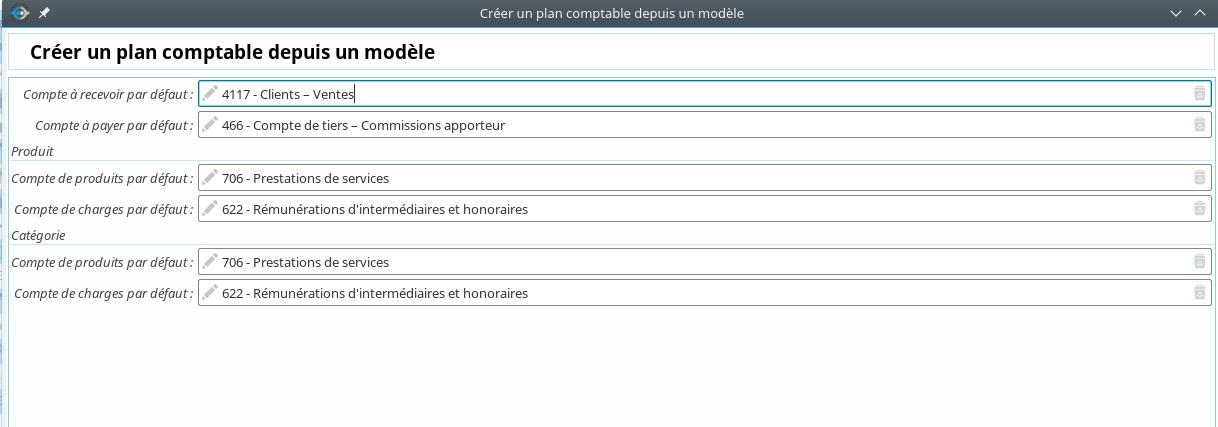 Créer un plan comptable depuis un modèle
Créer un plan comptable depuis un modèle
Compte à recevoir par défaut : 4117 - Clients – Ventes
Compte à payer par défaut : 466 - Compte de tiers – Commissions apporteur
Produit
Compte de produits par défaut : 706 - Prestations de services
Compte de charges par défaut : 622 - Rémunérations d'intermédiaires et honoraires
Catégorie
Compte de produits par défaut : 706 - Prestations de services
Compte de charges par défaut : 622 - Rémunérations d'intermédiaires et honoraires